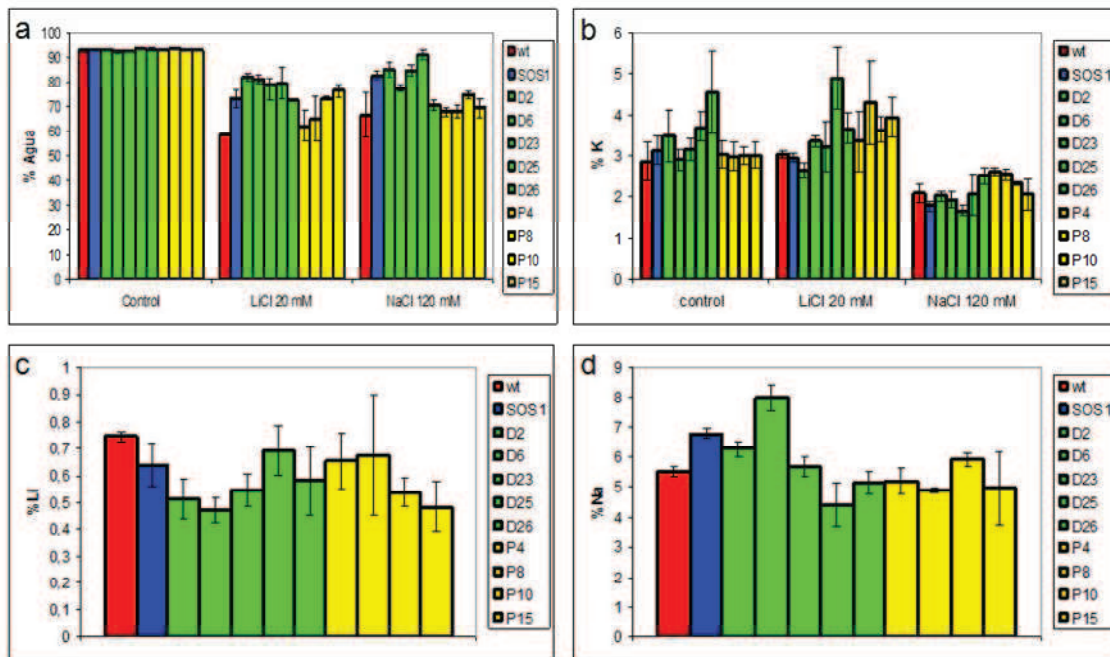 a
% Agua
100
90
80
70
60
50
40
30
20
10
0
Control LiCl 20 mM NaCl 120 mM
wt
SOS1
D2
D6
D23
D25
D26
P4
P8
P10
P15
b
% K
6
5
4
3
2
1
0
control LiCl 20 mM NaCl 120 mM
wt
SOS1
D2
D6
D23
D25
D26
P4
P8
P10
P15
c
%Li
1
0,9
0,8
0,7
0,6
0,5
0,4
0,3
0,2
0,1
0
wt
SOS1
D2
D6
D23
D25
D26
P4
P8
P10
P15
d
%Na
9
8
7
6
5
4
3
2
1
0
wt
SOS1
D2
D6
D23
D25
D26
P4
P8
P10
P15